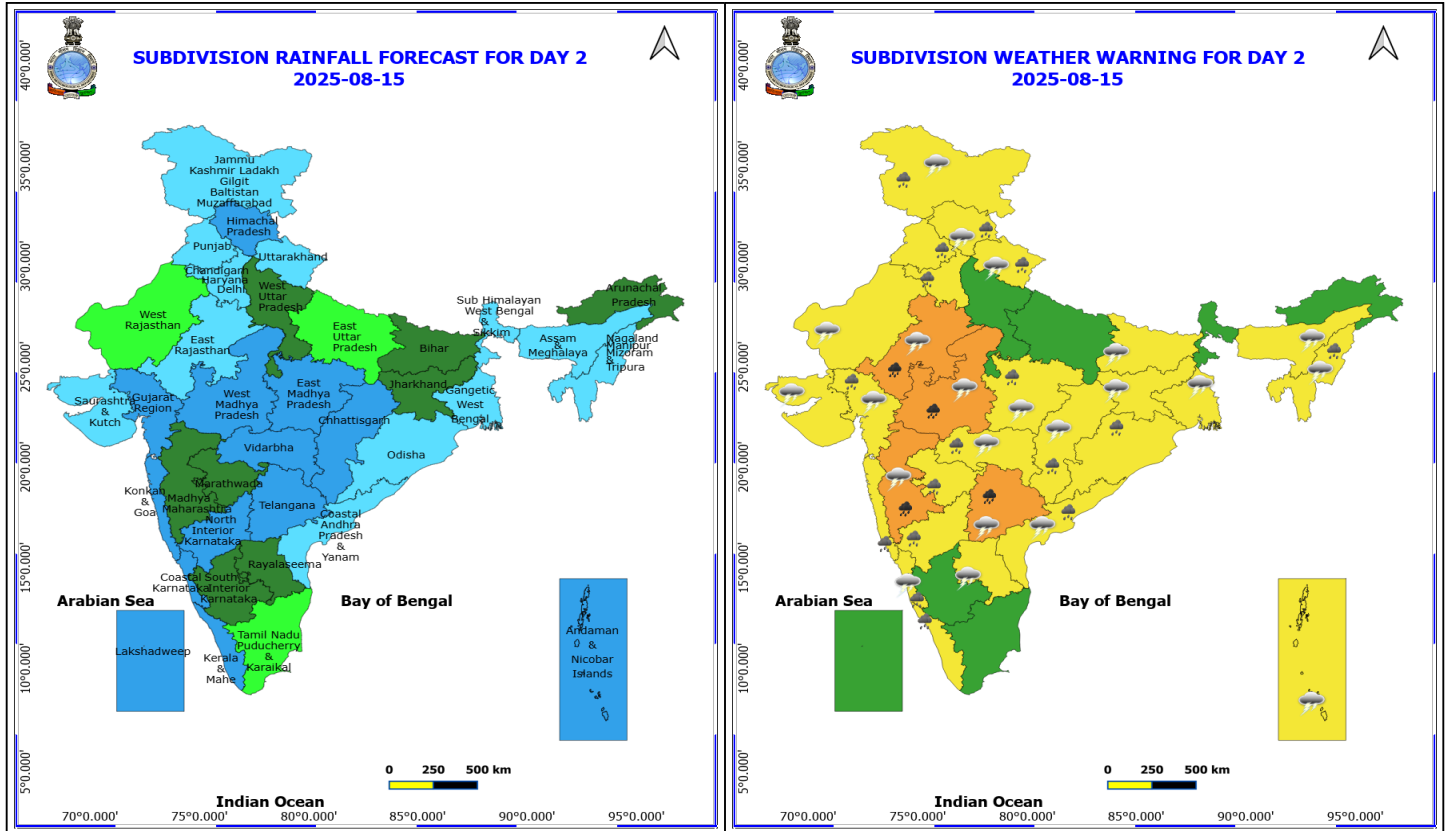 SUBDIVISION RAINFALL FORECAST FOR DAY 2
2025-08-15
40°0.000'
35°0.000'
30°0.000'
25°0.000'
20°0.000'
15°0.000'
10°0.000'
5°0.000'
Jammu
Kashmir Ladakh
Gilgit
Baltistan
Muzaffarabad
Himachal
Pradesh
Punjab
Uttarakhand
Chandigarh
Haryana
Delhi
West
Uttar
Pradesh
West
Rajasthan
East
Rajasthan
East
Uttar
Pradesh
Bihar
Sub Himalayan
West Bengal
&
Sikkim
Arunachal
Pradesh
Assam
&
Meghalaya
Nagaland
Manipur
Mizoram
&
Tripura
Jharkhand
Gangetic
West
Bengal
Saurashtra
&
Kutch
Gujarat
Region
West
Madhya
Pradesh
East
Madhya
Pradesh
Chhattisgarh
Odisha
Vidarbha
Marathwada
Madhya
Maharashtra
Konkan
&
Goa
North
Interior
Karnataka
Telangana
Coastal
Andhra
Pradesh
&
Yanam
Rayalaseema
Coastal
Karnataka
South
Interior
Karnataka
Tamil Nadu
Puducherry
&
Karaikal
Kerala
&
Mahe
Arabian Sea
Lakshadweep
Bay of Bengal
Andaman
&
Nicobar
Islands
0 250 500 km
Indian Ocean
70°0.000' 75°0.000' 80°0.000' 85°0.000' 90°0.000' 95°0.000'
SUBDIVISION WEATHER WARNING FOR DAY 2
2025-08-15
40°0.000'
35°0.000'
30°0.000'
25°0.000'
20°0.000'
15°0.000'
10°0.000'
5°0.000'
Arabian Sea
Bay of Bengal
0 250 500 km
Indian Ocean
70°0.000' 75°0.000' 80°0.000' 85°0.000' 90°0.000' 95°0.000'